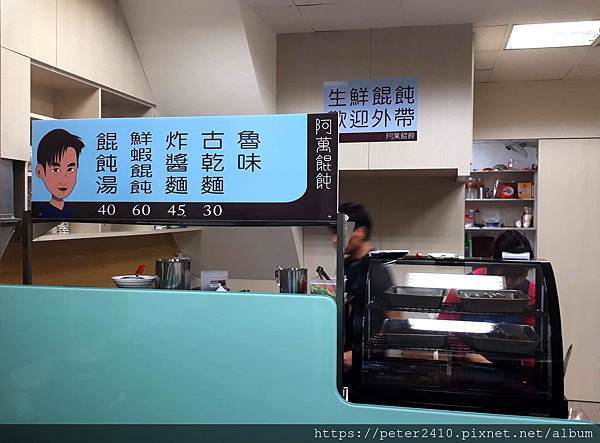 生鮮餛飩
歡迎外帶
阿萬餛飩
阿萬餛飩
魯味
古乾麵
30
炸醬麵
45
鮮蝦餛飩
60
餛飩湯
40
https://peter2410.pixnet.net/album